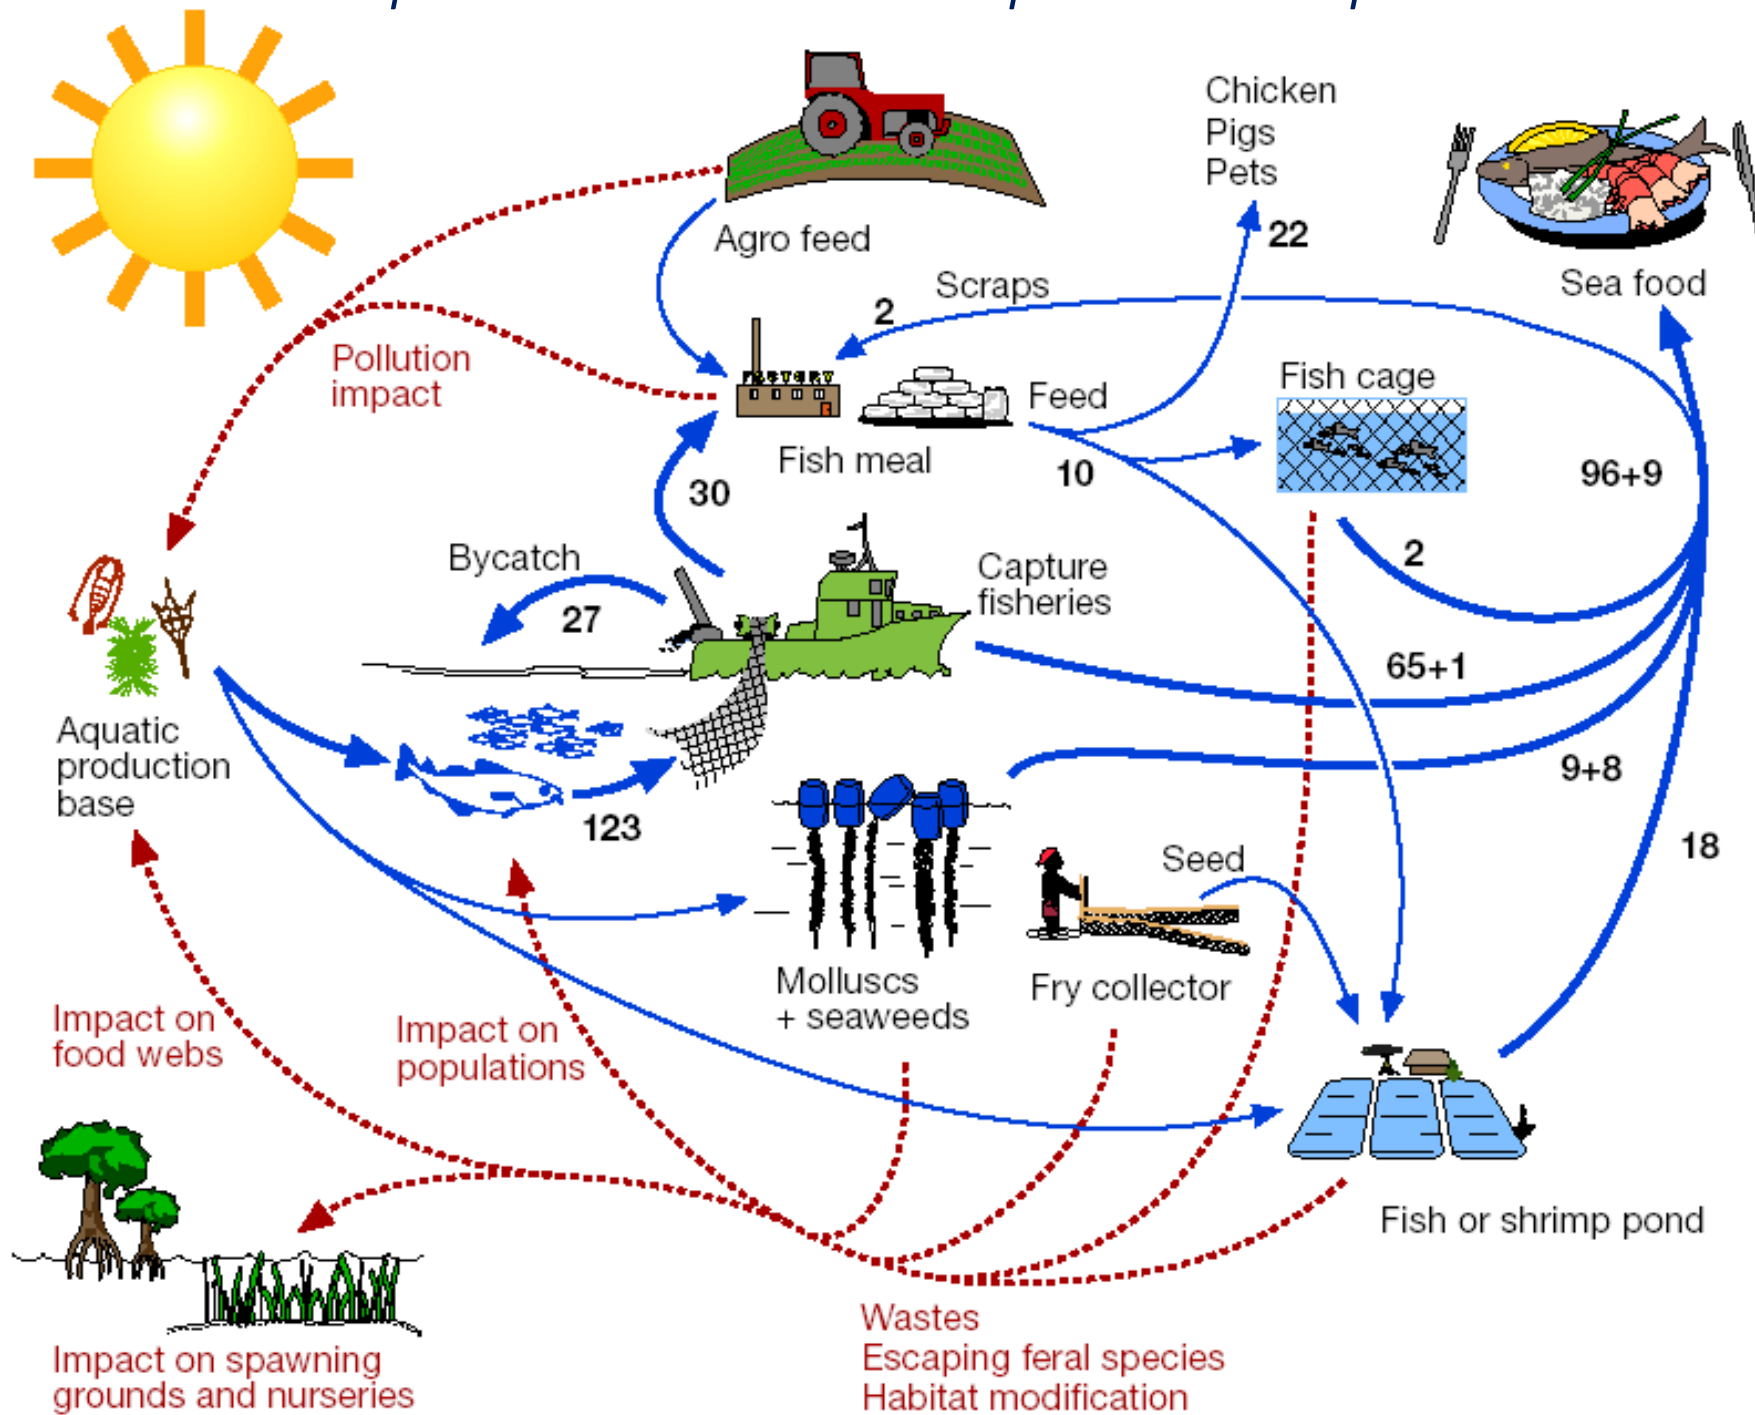 Chicken
Pigs
Pets
22
Agro feed
Sea food
Scraps
2
Pollution
impact
FACTORY
Feed
Fish cage
Fish meal
10
96+9
30
Bycatch
27
Capture
fisheries
2
65+1
Aquatic
production
base
123
9+8
18
Seed
Molluscs
+ seaweeds
Fry collector
Impact on
food webs
Impact on
populations
Fish or shrimp pond
Wastes
Escaping feral species
Habitat modification
Impact on spawning
grounds and nurseries